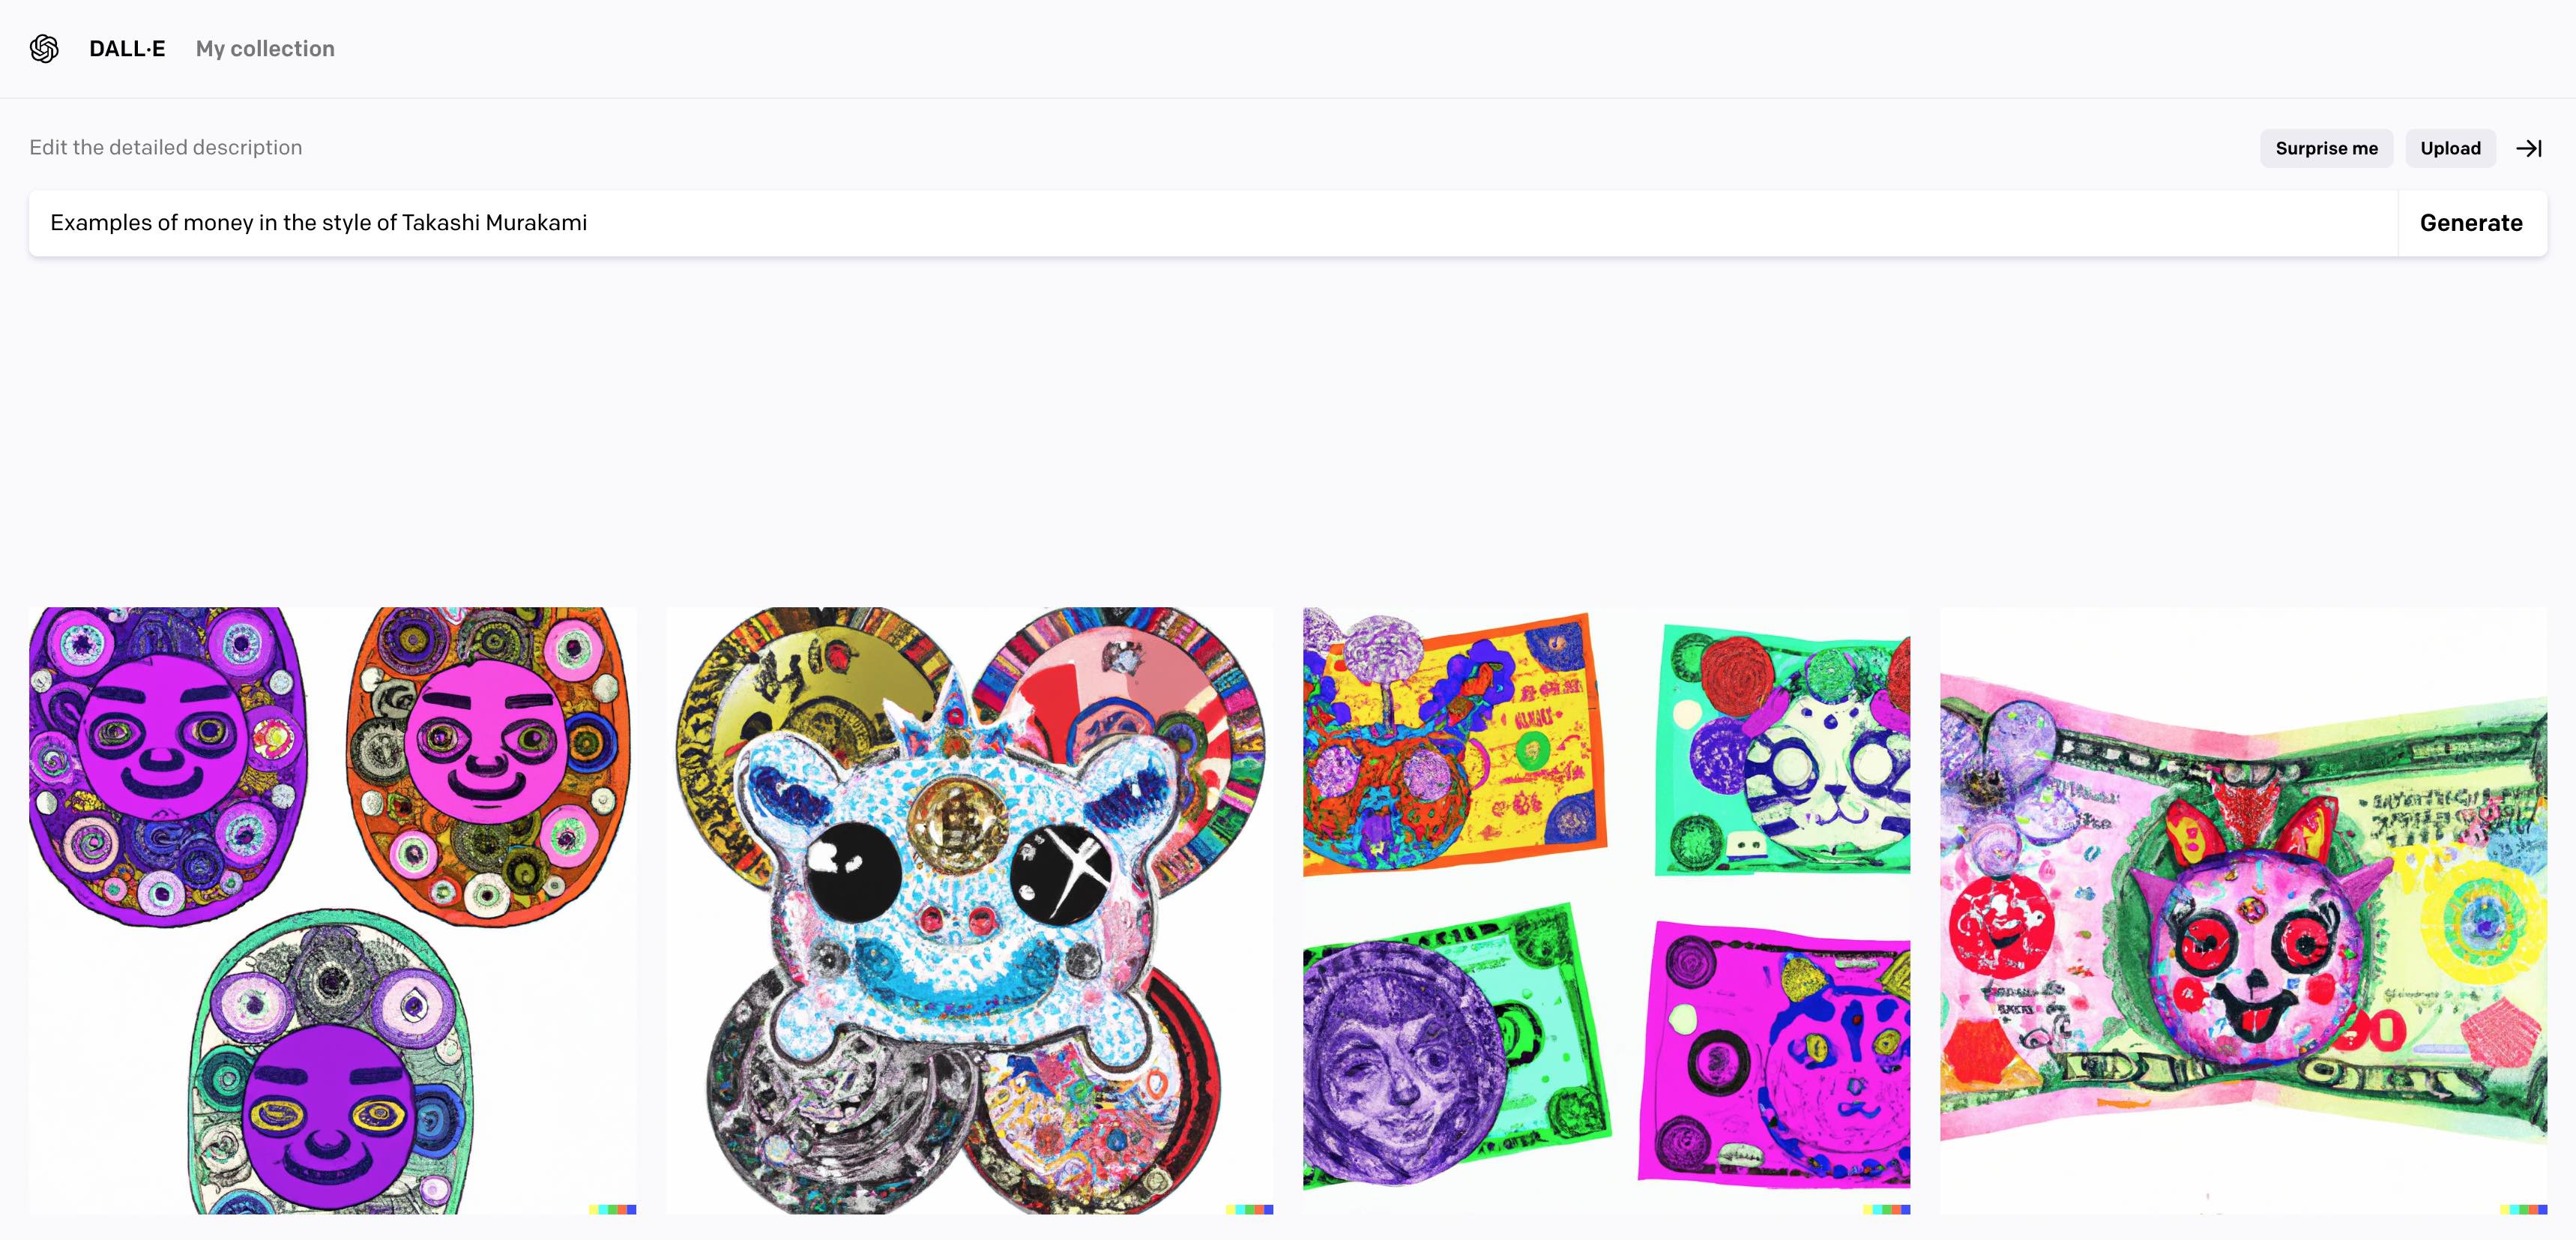 DALL·E My collection
Edit the detailed description
Surprise me Upload
Examples of money in the style of Takashi Murakami
Generate